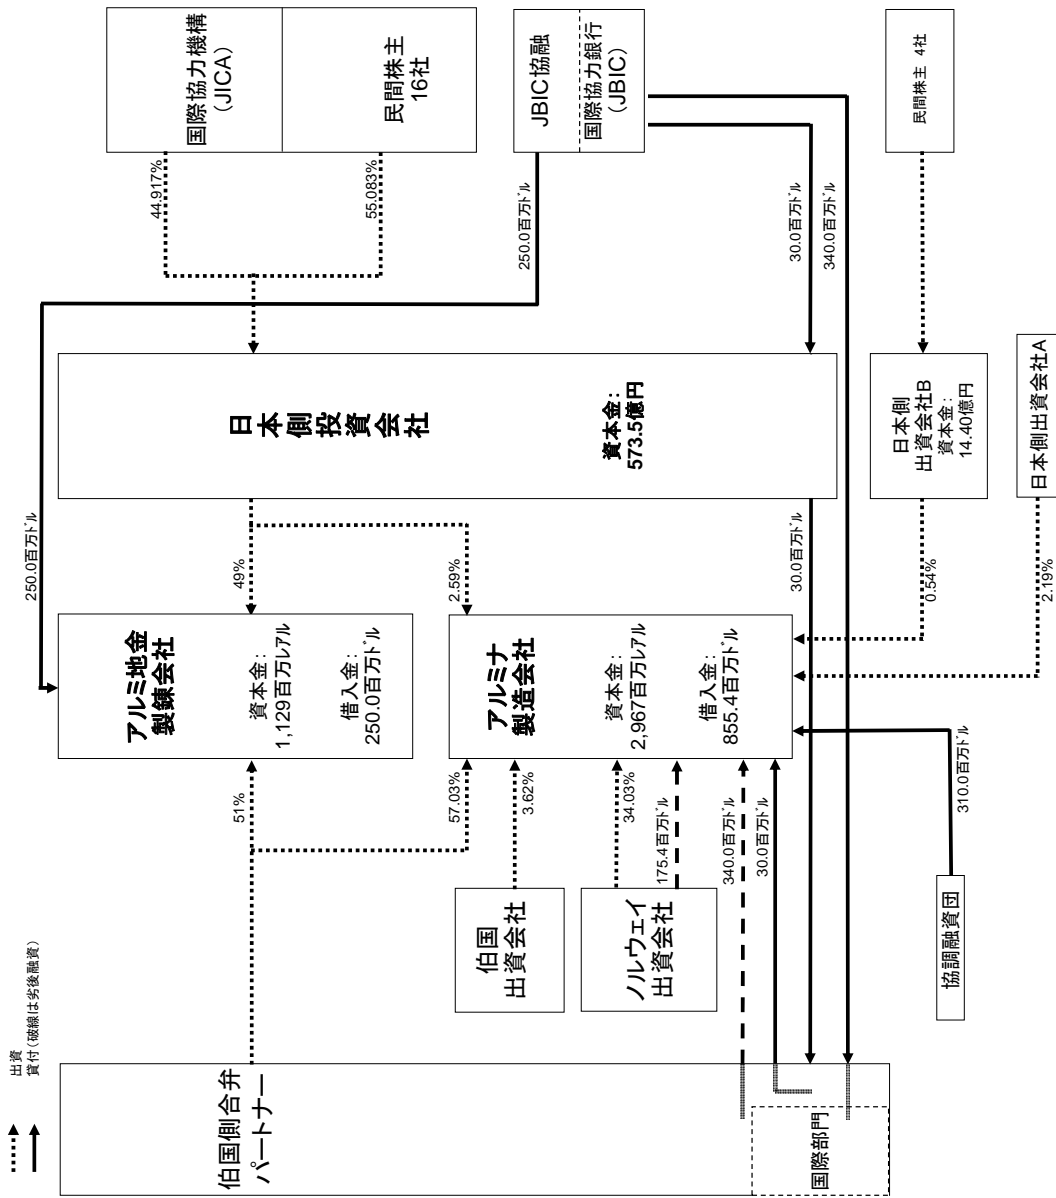 出資
貸付(破線は劣後融資)
伯国側合弁
パートナー
国際部門
伯国
出資会社
ノルウェイ
出資会社
協調融資団
51%
57.03%
3.62%
34.03%
175.4百万ドル
340.0百万ドル
30.0百万ドル
310.0百万ドル
アルミ地金
製錬会社
資本金:
1,129百万レアル
借入金:
250.0百万ドル
アルミナ
製造会社
資本金:
2,967百万レアル
借入金:
855.4百万ドル
250.0百万ドル
49%
2.59%
30.0百万ドル
0.54%
2.19%
日本側投資会社
資本金:
573.5億円
日本側
出資会社B
資本金:
14.40億円
日本側出資会社A
44.917%
55.083%
250.0百万ドル
30.0百万ドル
340.0百万ドル
国際協力機構
(JICA)
民間株主
16社
JBIC協融
国際協力銀行
(JBIC)
民間株主 4社